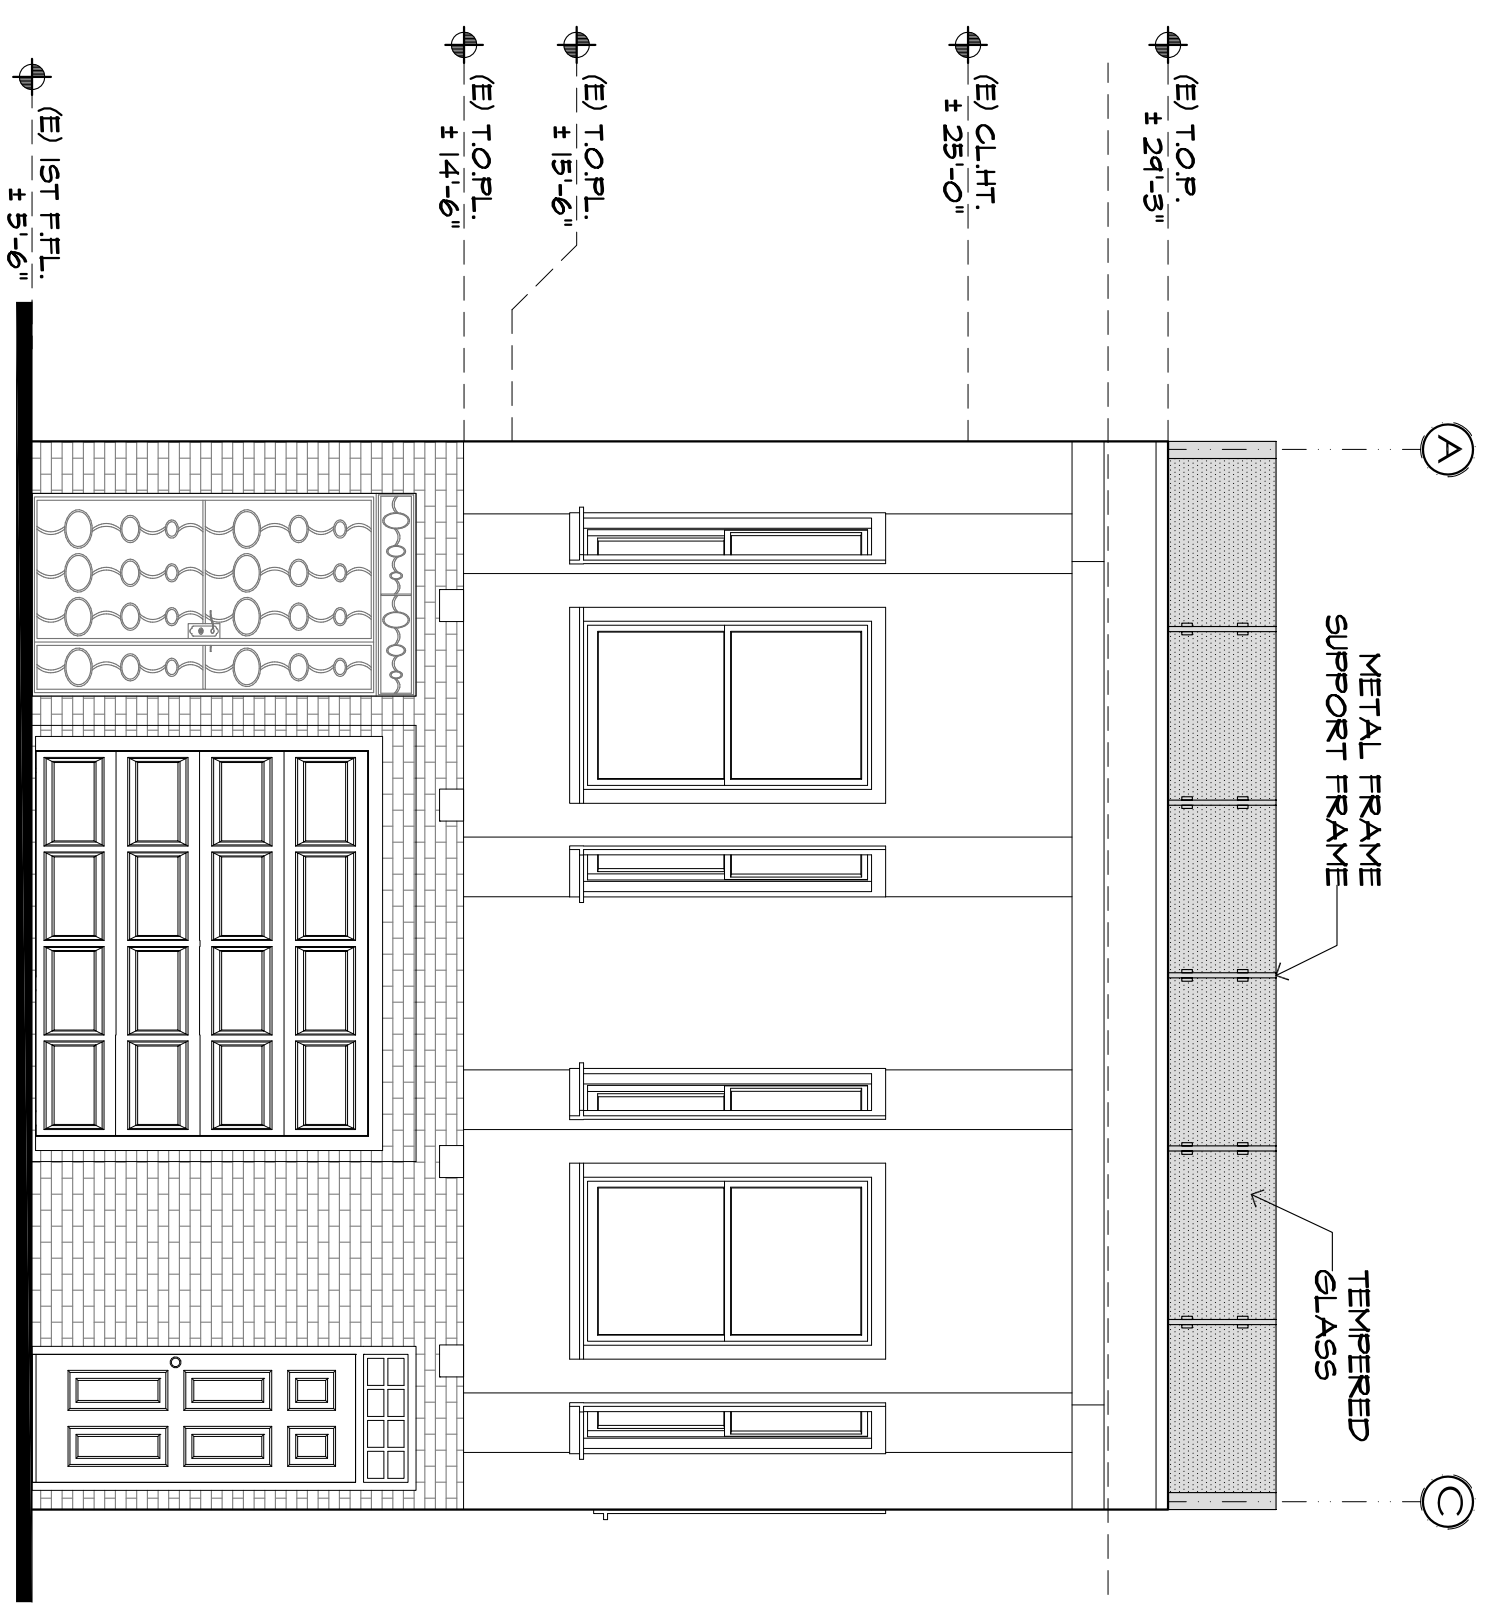 A
C
METAL FRAME
SUPPORT FRAME
TEMPERED
GLASS
(E) T.O.P.
± 29'-3"
(E) CL.HT.
± 25'-0"
(E) T.O.PL.
± 15'-6"
(E) T.O.PL.
± 14'-6"
(E) 1ST F.FL.
± 5'-6"